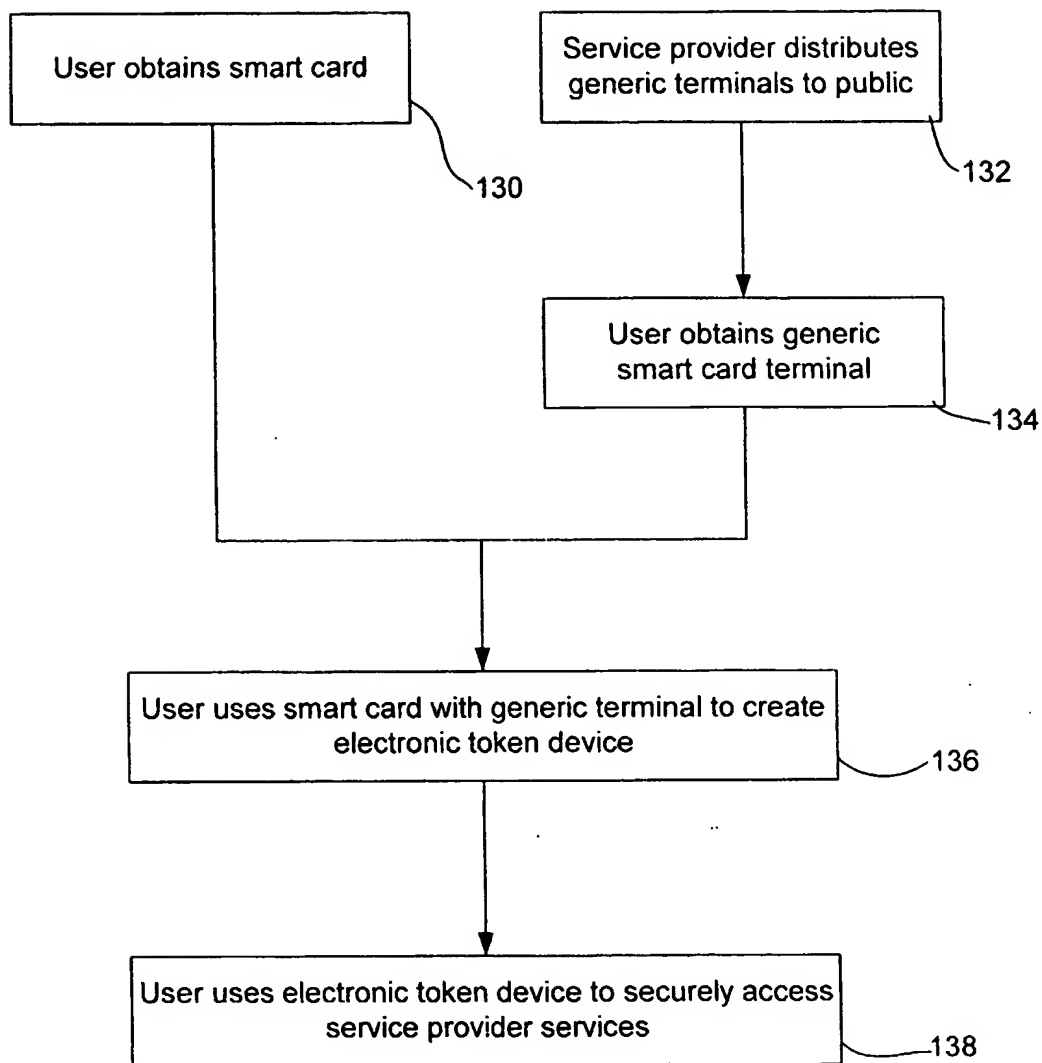 User obtains smart card
130
Service provider distributes
generic terminals to public
132
User obtains generic
smart card terminal
134
User uses smart card with generic terminal to create
electronic token device
136
User uses electronic token device to securely access
service provider services
138